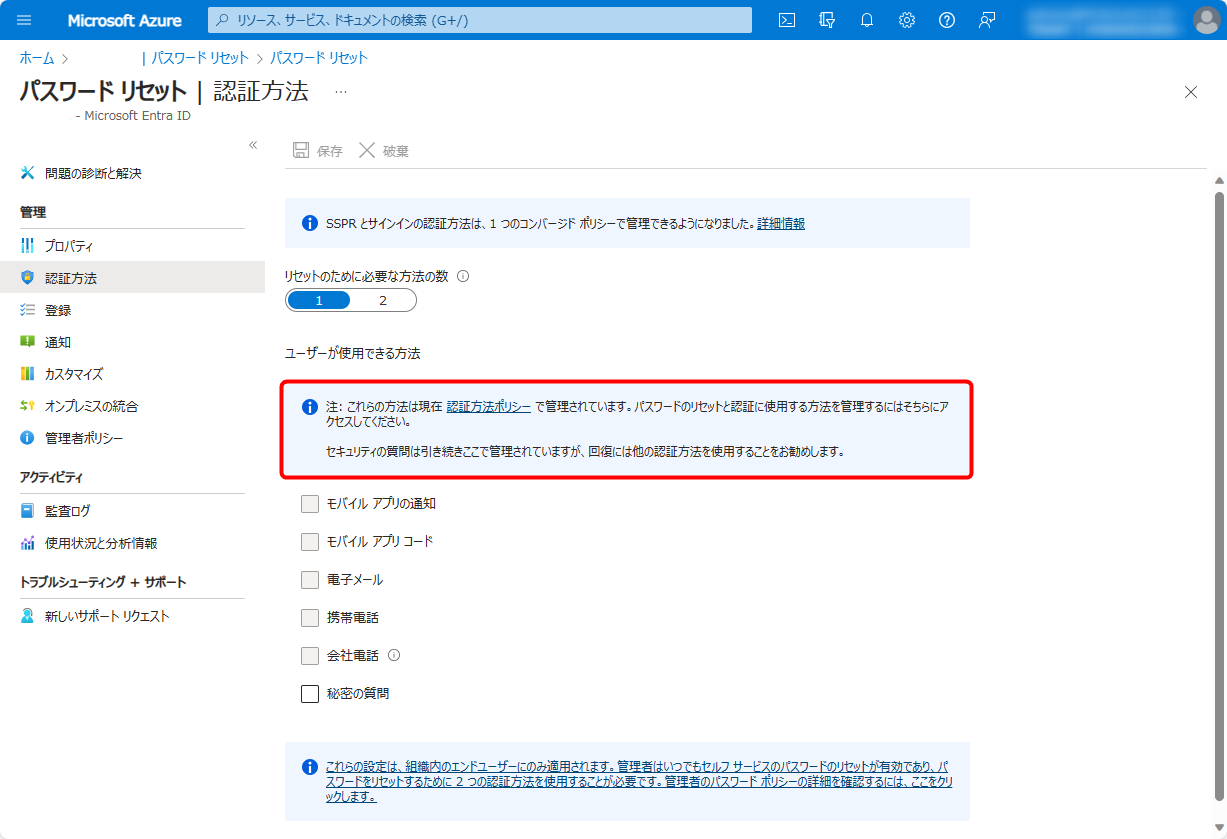 Microsoft Azure
リソース、サービス、ドキュメントの検索 (G+/)
ホーム > | パスワード リセット > パスワード リセット
パスワード リセット | 認証方法 …
- Microsoft Entra ID
«
保存 破棄
問題の診断と解決
管理
プロパティ
認証方法
登録
通知
カスタマイズ
オンプレミスの統合
管理者ポリシー
アクティビティ
監査ログ
使用状況と分析情報
トラブルシューティング + サポート
新しいサポート リクエスト
SSPR とサインインの認証方法は、1 つのコンバージド ポリシーで管理できるようになりました。詳細情報
リセットのために必要な方法の数
1 2
ユーザーが使用できる方法
注: これらの方法は現在 認証方法ポリシー で管理されています。パスワードのリセットと認証に使用する方法を管理するにはそちらにア
クセスしてください。
セキュリティの質問は引き続きここで管理されていますが、回復には他の認証方法を使用することをお勧めします。
モバイル アプリの通知
モバイル アプリ コード
電子メール
携帯電話
会社電話
秘密の質問
これらの設定は、組織内のエンドユーザーにのみ適用されます。管理者はいつでもセルフ サービスのパスワードのリセットが有効であり、パ
スワードをリセットするために 2 つの認証方法を使用することが必要です。管理者のパスワード ポリシーの詳細を確認するには、ここをクリ
ックします。